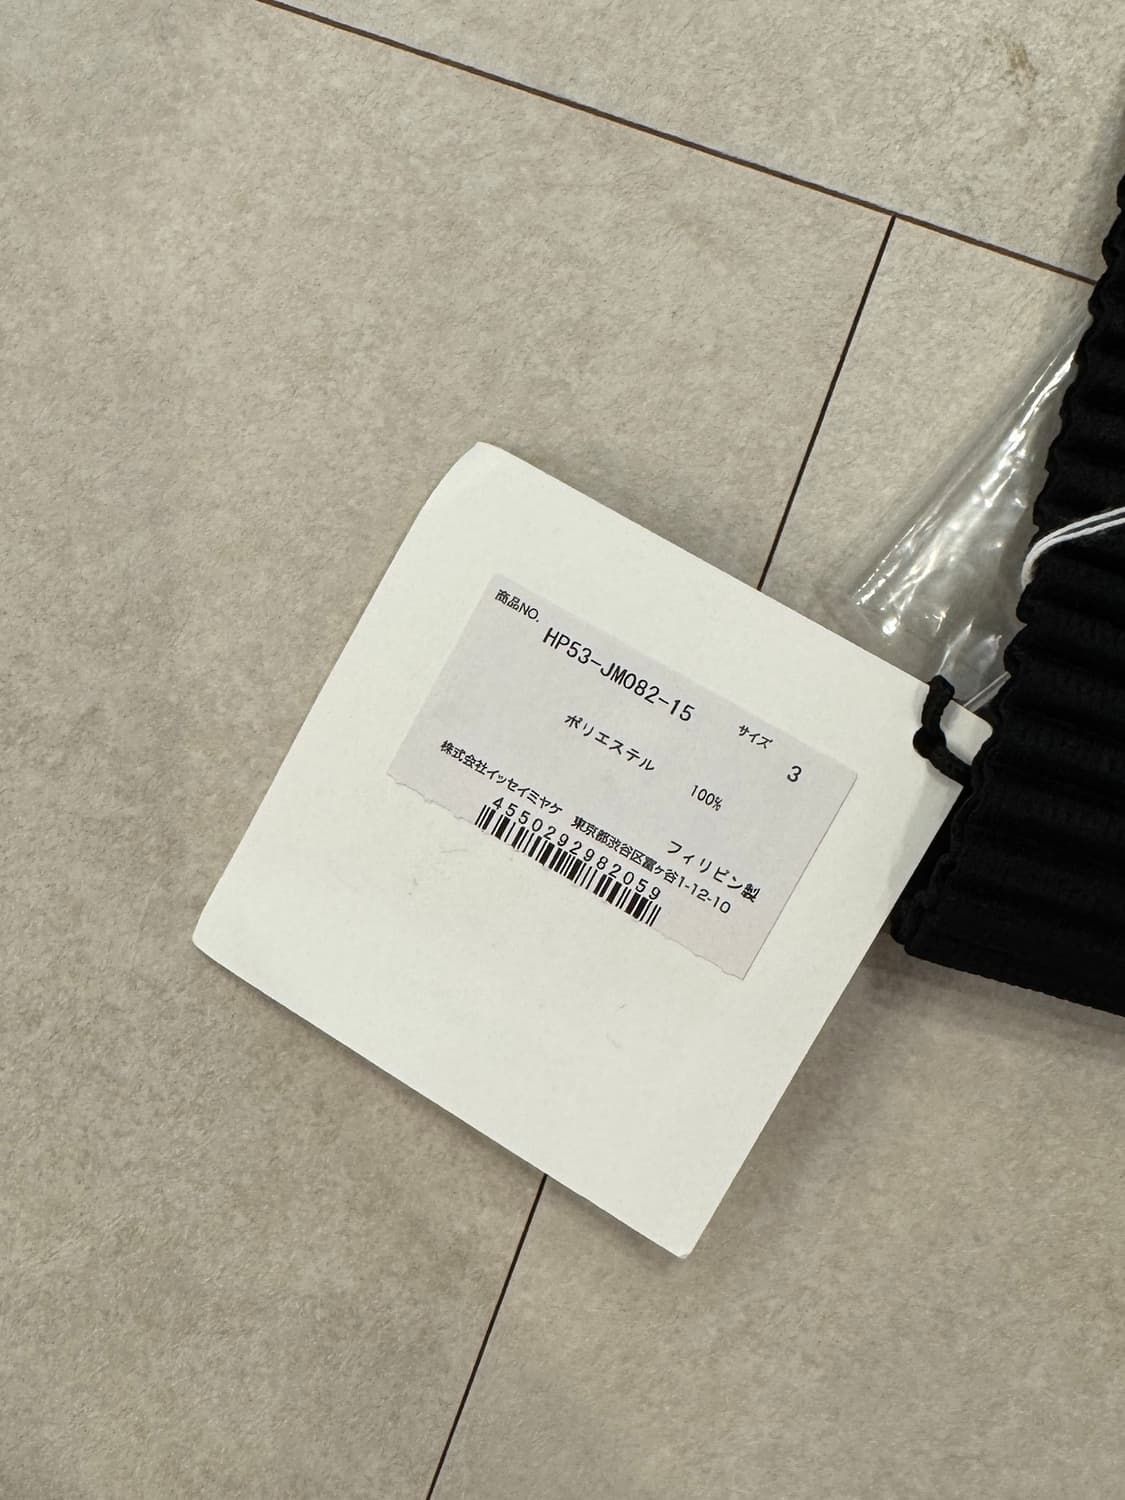 商品NO.
HP53-JM082-15
サイズ
3
ポリエステル 100%
フィリピン製
株式会社イッセイミヤケ 東京都渋谷区富ヶ谷1-12-10
4550292982059